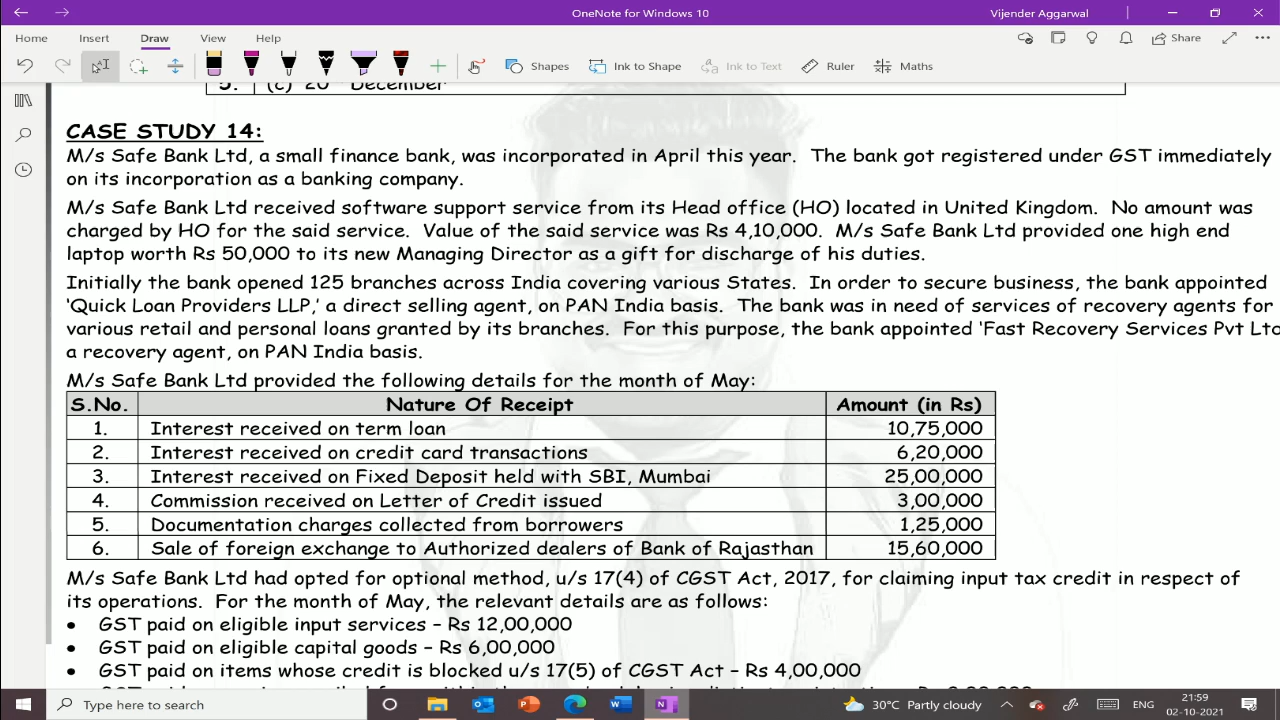 OneNote for Windows 10
Vijender Aggarwal
Home Insert Draw View Help
Share
Shapes Ink to Shape Ink to Text Ruler Maths
5. (c) 20 December
CASE STUDY 14:
M/s Safe Bank Ltd, a small finance bank, was incorporated in April this year. The bank got registered under GST immediately
on its incorporation as a banking company.
M/s Safe Bank Ltd received software support service from its Head office (HO) located in United Kingdom. No amount was
charged by HO for the said service. Value of the said service was Rs 4,10,000. M/s Safe Bank Ltd provided one high end
laptop worth Rs 50,000 to its new Managing Director as a gift for discharge of his duties.
Initially the bank opened 125 branches across India covering various States. In order to secure business, the bank appointed
‘Quick Loan Providers LLP,’ a direct selling agent, on PAN India basis. The bank was in need of services of recovery agents for
various retail and personal loans granted by its branches. For this purpose, the bank appointed 'Fast Recovery Services Pvt Ltd
a recovery agent, on PAN India basis.
M/s Safe Bank Ltd provided the following details for the month of May:
S.No. Nature Of Receipt Amount (in Rs)
1. Interest received on term loan 10,75,000
2. Interest received on credit card transactions 6,20,000
3. Interest received on Fixed Deposit held with SBI, Mumbai 25,00,000
4. Commission received on Letter of Credit issued 3,00,000
5. Documentation charges collected from borrowers 1,25,000
6. Sale of foreign exchange to Authorized dealers of Bank of Rajasthan 15,60,000
M/s Safe Bank Ltd had opted for optional method, u/s 17(4) of CGST Act, 2017, for claiming input tax credit in respect of
its operations. For the month of May, the relevant details are as follows:
• GST paid on eligible input services – Rs 12,00,000
• GST paid on eligible capital goods – Rs 6,00,000
• GST paid on items whose credit is blocked u/s 17(5) of CGST Act – Rs 4,00,000
Type here to search
30°C Partly cloudy
ENG
21:59
02-10-2021